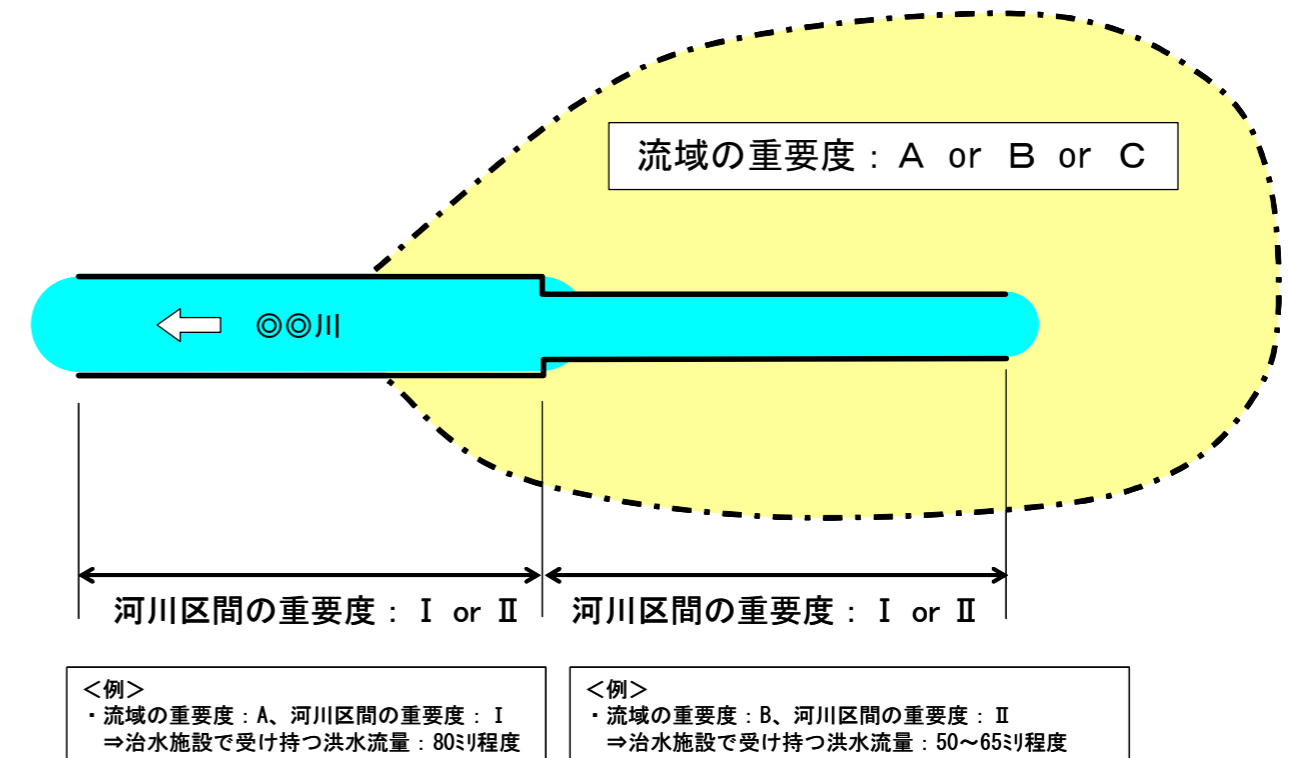 流域の重要度：A or B or C
◎◎川
河川区間の重要度：Ⅰ or Ⅱ
河川区間の重要度：Ⅰ or Ⅱ
＜例＞
・流域の重要度：A、河川区間の重要度：Ⅰ
⇒治水施設で受け持つ洪水流量：80ﾐﾘ程度
＜例＞
・流域の重要度：B、河川区間の重要度：Ⅱ
⇒治水施設で受け持つ洪水流量：50～65ﾐﾘ程度